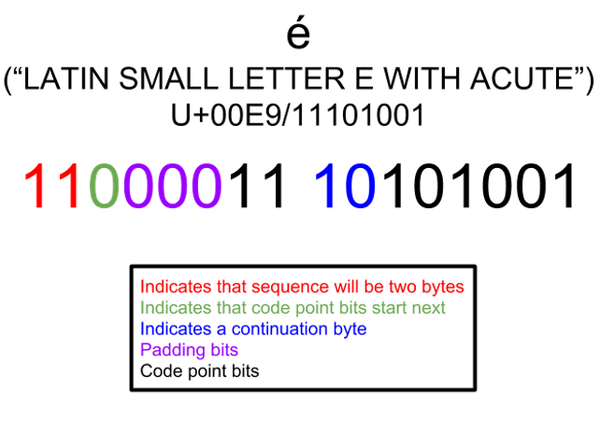 é
(“LATIN SMALL LETTER E WITH ACUTE”)
U+00E9/11101001
11000011 10101001
Indicates that sequence will be two bytes
Indicates that code point bits start next
Indicates a continuation byte
Padding bits
Code point bits